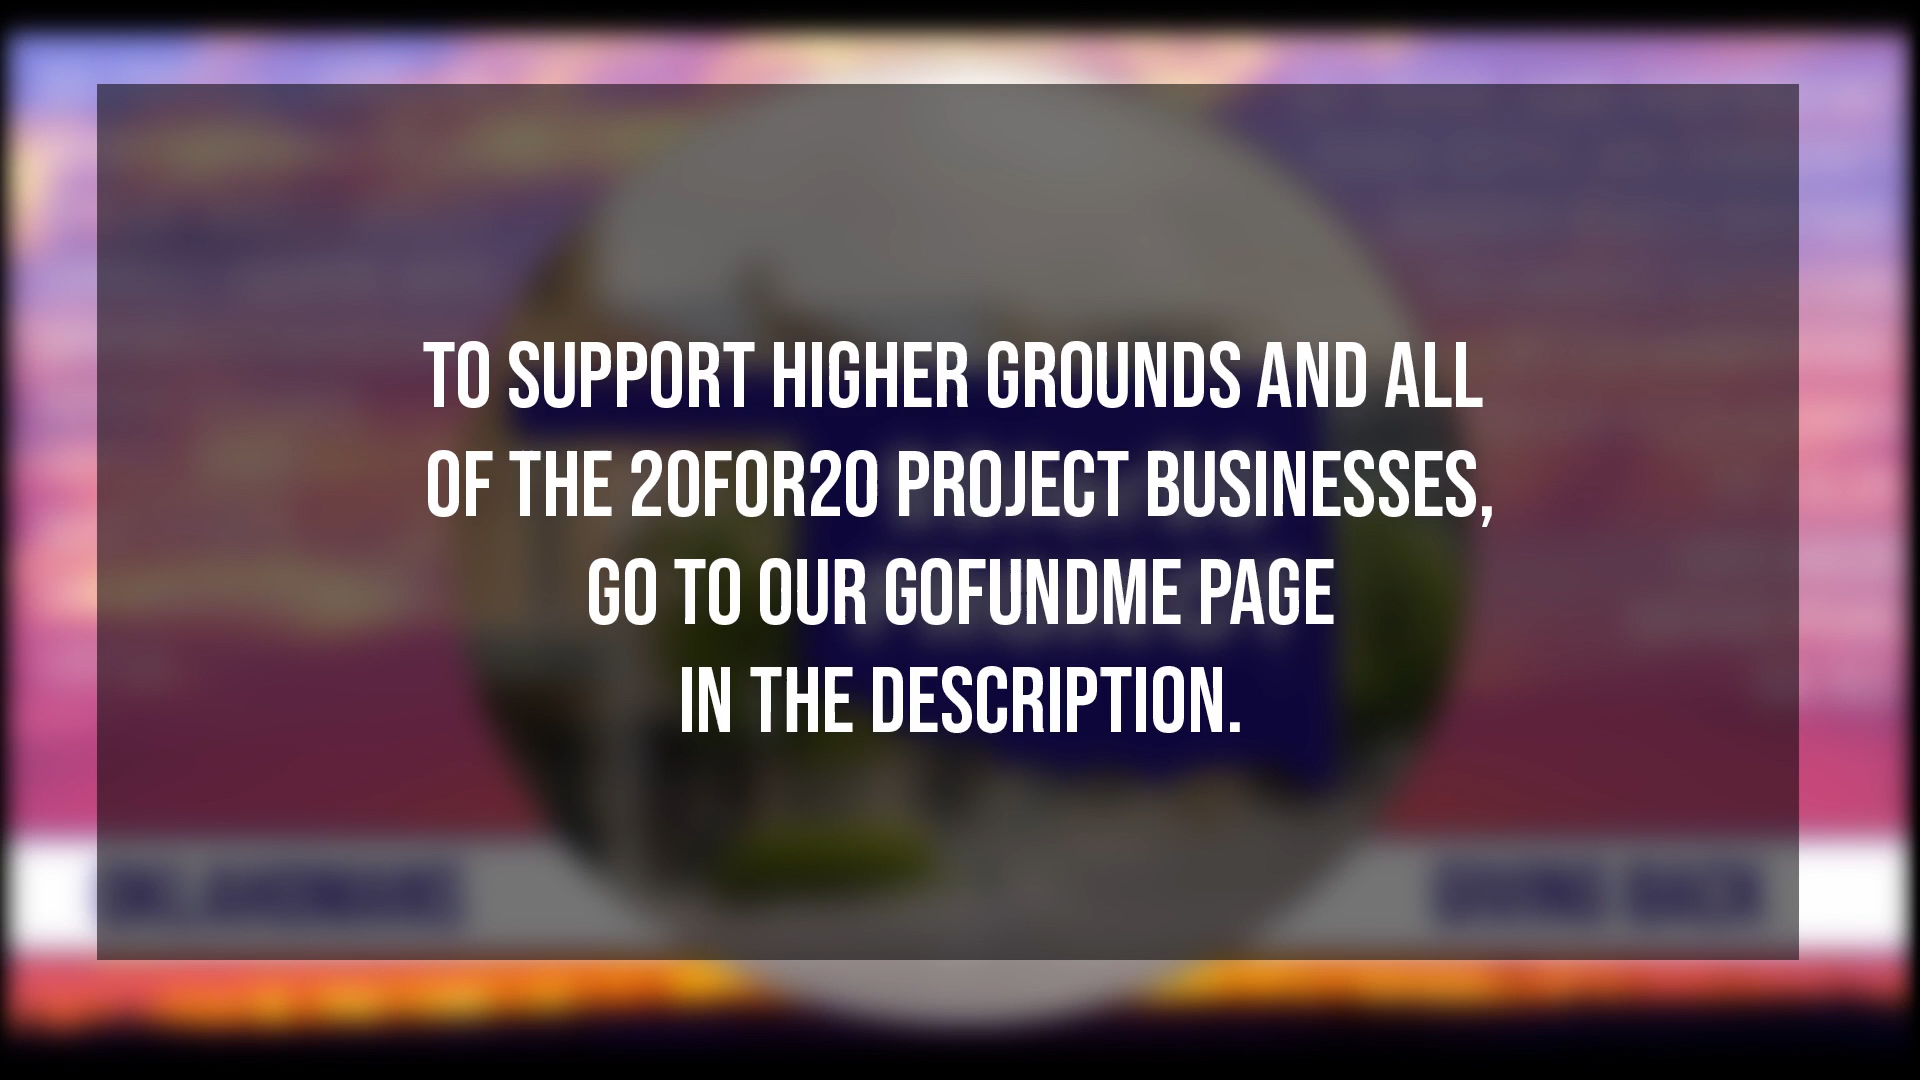 TO SUPPORT HIGHER GROUNDS AND ALL
OF THE 20FOR20 PROJECT BUSINESSES,
GO TO OUR GOFUNDME PAGE
IN THE DESCRIPTION.